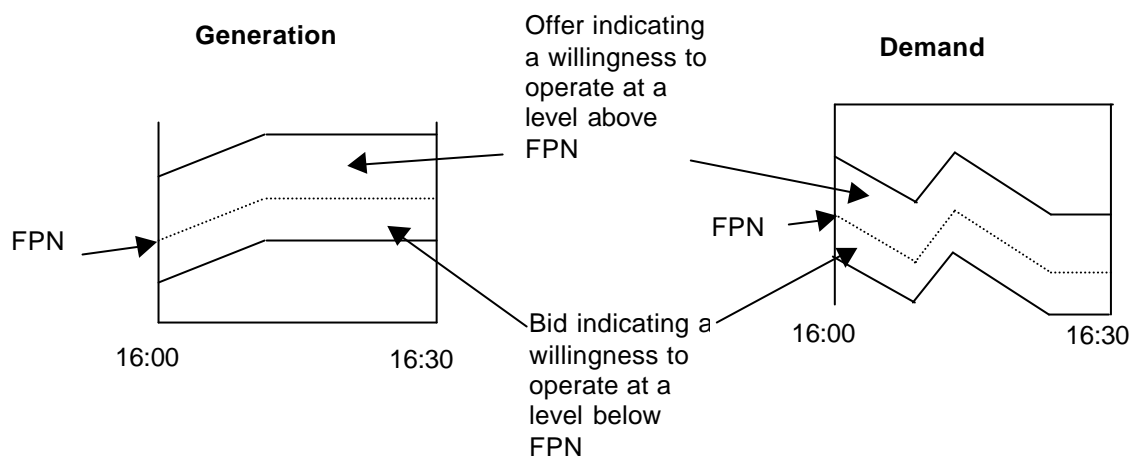 Generation
Offer indicating
a willingness to
operate at a
level above
FPN
Demand
FPN
FPN
16:00
16:30
Bid indicating a
willingness to
operate at a
level below
FPN
16:00
16:30